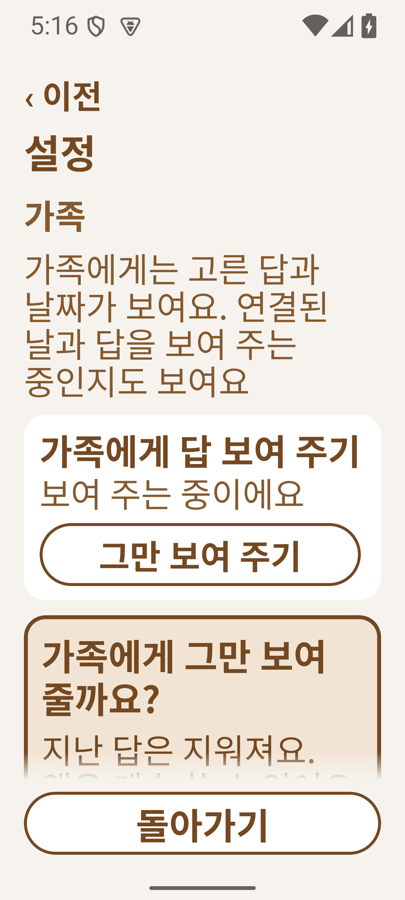 5:16
‹ 이전
설정
가족
가족에게는 고른 답과
날짜가 보여요. 연결된
날과 답을 보여 주는
중인지도 보여요
가족에게 답 보여 주기
보여 주는 중이에요
그만 보여 주기
가족에게 그만 보여
줄까요?
지난 답은 지워져요.
돌아가기